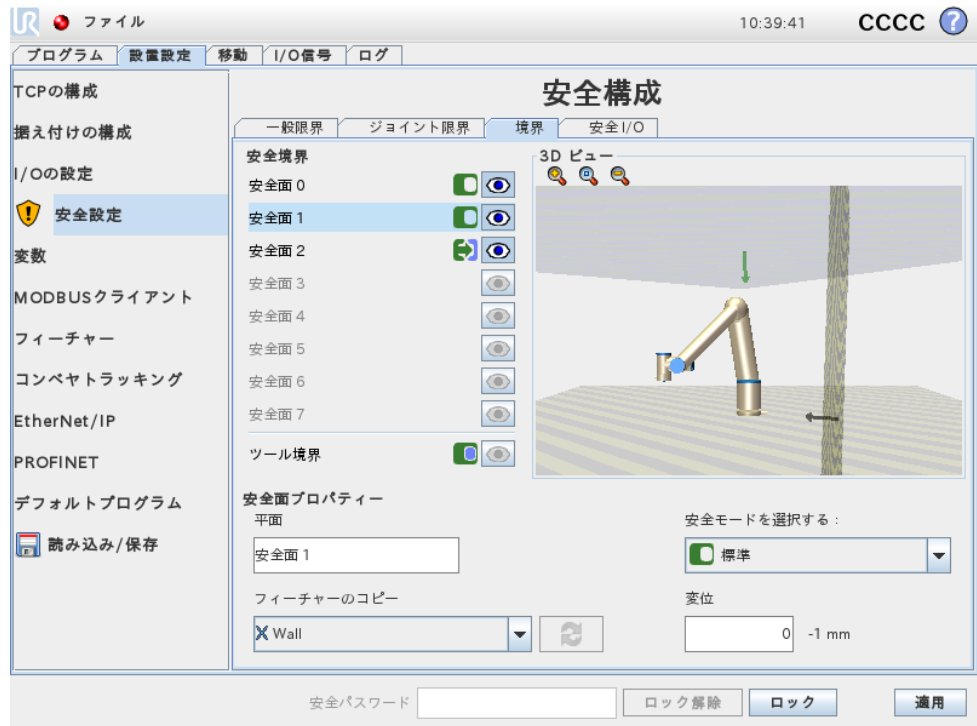 UR ファイル 10:39:41 CCCC ?
プログラム 設置設定 移動 I/O信号 ログ
TCPの構成
据え付けの構成
I/Oの設定
安全設定
変数
MODBUSクライアント
フィーチャー
コンベヤトラッキング
EtherNet/IP
PROFINET
デフォルトプログラム
読み込み/保存
安全構成
一般限界 ジョイント限界 境界 安全I/O
安全境界
安全面 0
安全面 1
安全面 2
安全面 3
安全面 4
安全面 5
安全面 6
安全面 7
ツール境界
3D ビュー
安全面プロパティー
平面
安全面 1
フィーチャーのコピー
Wall
安全モードを選択する：
標準
変位
0 -1 mm
安全パスワード ロック解除 ロック 適用